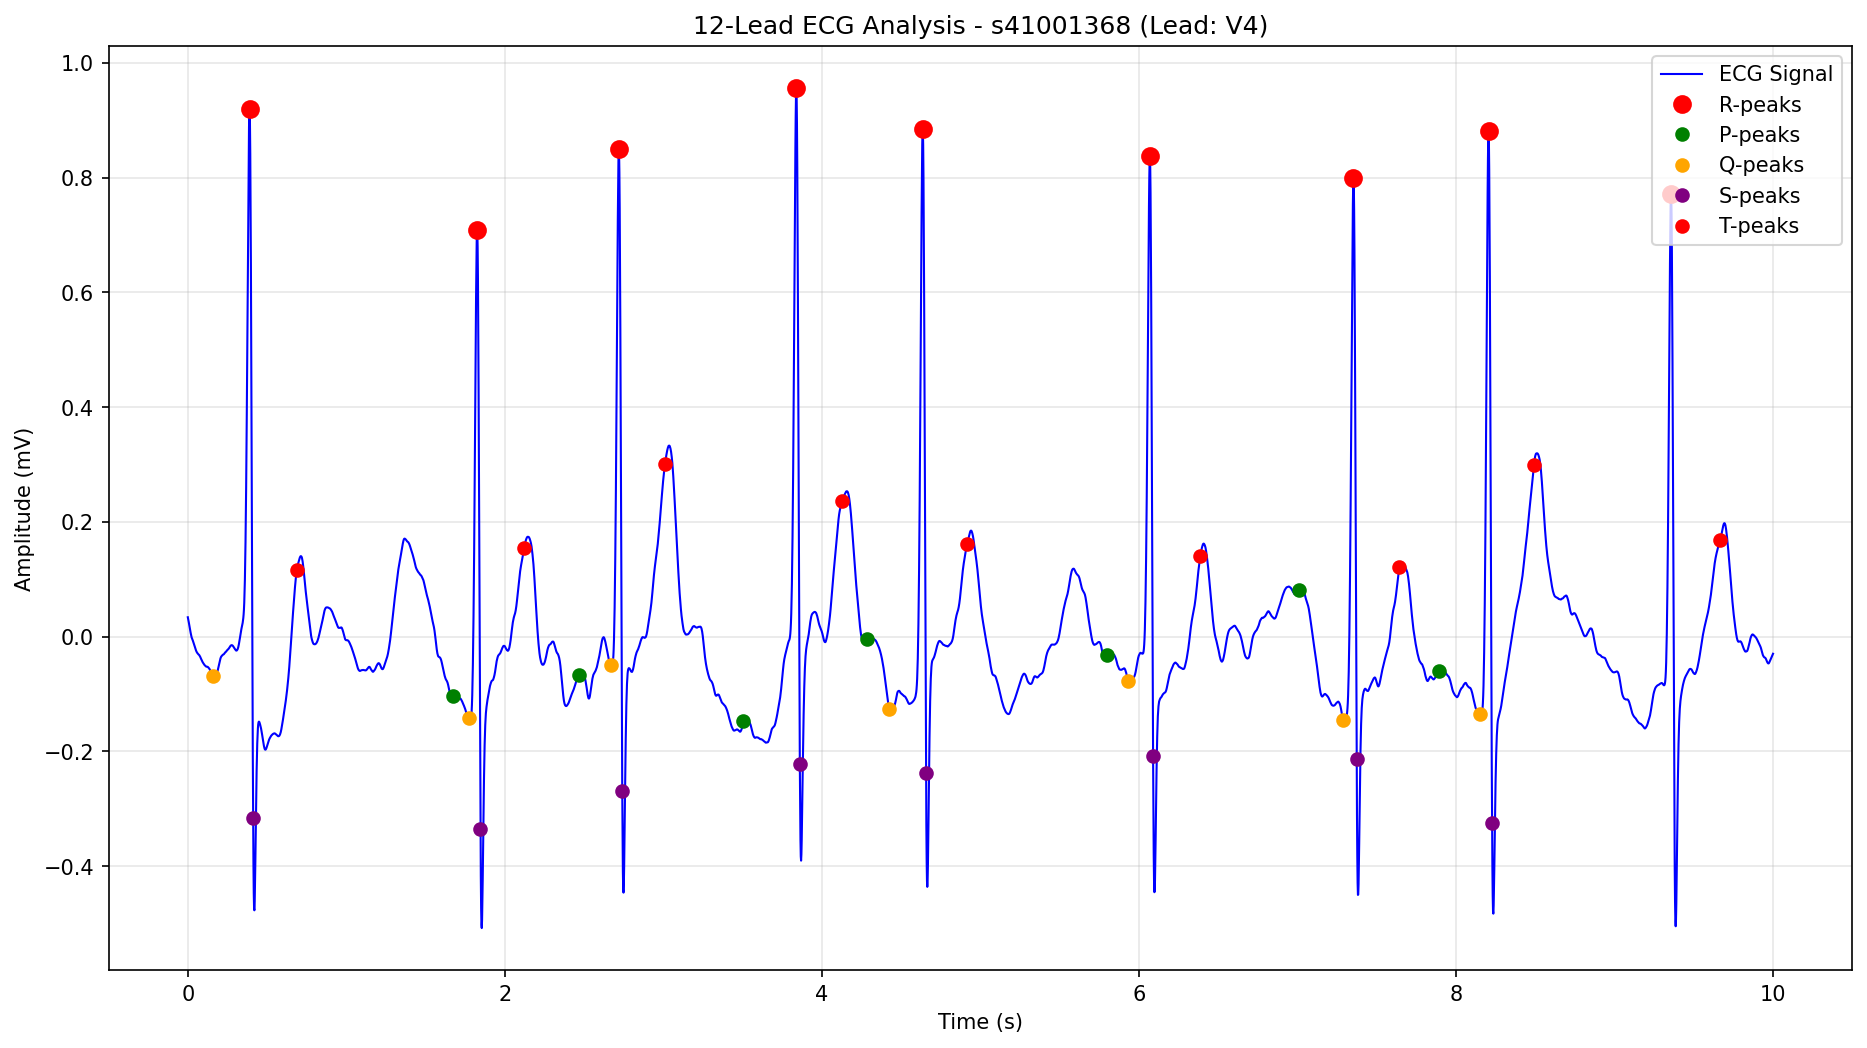 12-Lead ECG Analysis - s41001368 (Lead: V4)
ECG Signal
R-peaks
P-peaks
Q-peaks
S-peaks
T-peaks
Amplitude (mV)
1.0
0.8
0.6
0.4
0.2
0.0
−0.2
−0.4
0 2 4 6 8 10
Time (s)